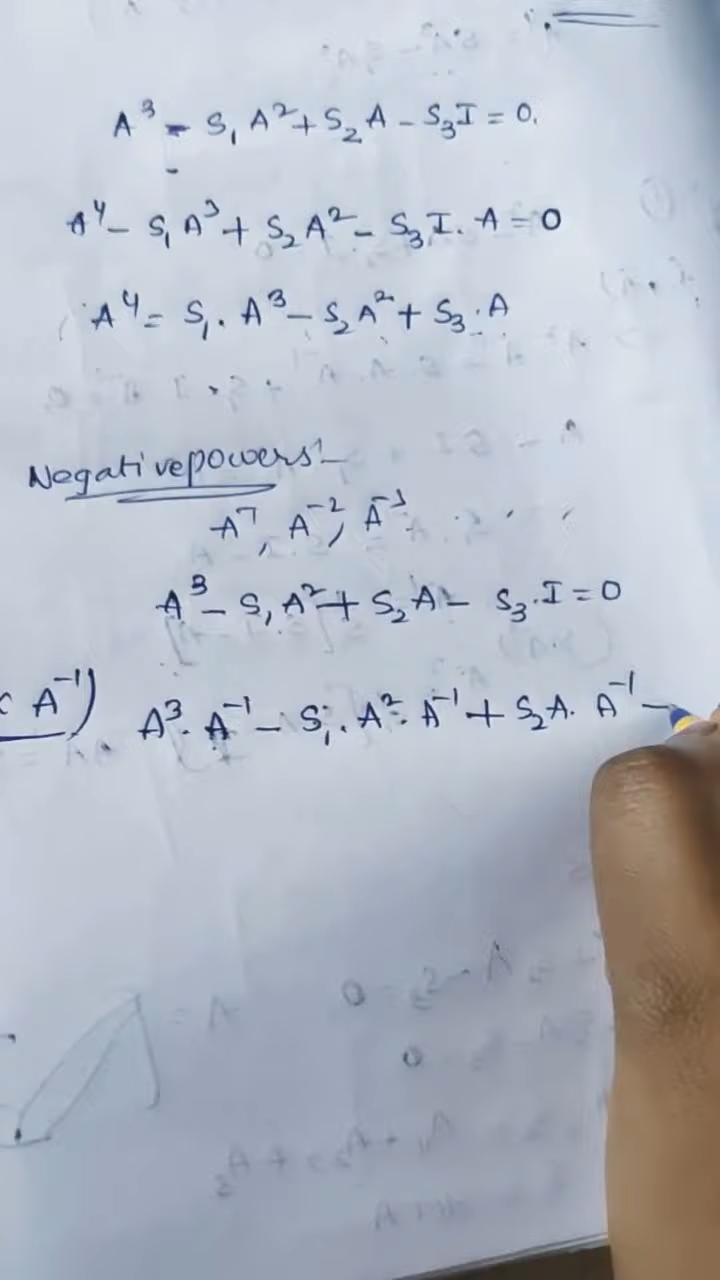 A³ - S₁A² + S₂A - S₃I = 0.
A⁴ - S₁A³ + S₂A² - S₃I. A = 0
A⁴ = S₁. A³ - S₂A² + S₃. A
Negative powers:-
A⁻¹, A⁻², A⁻³
A³ - S₁A² + S₂A - S₃.I = 0
A⁻¹) A³. A⁻¹ - S₁. A². A⁻¹ + S₂A. A⁻¹ -